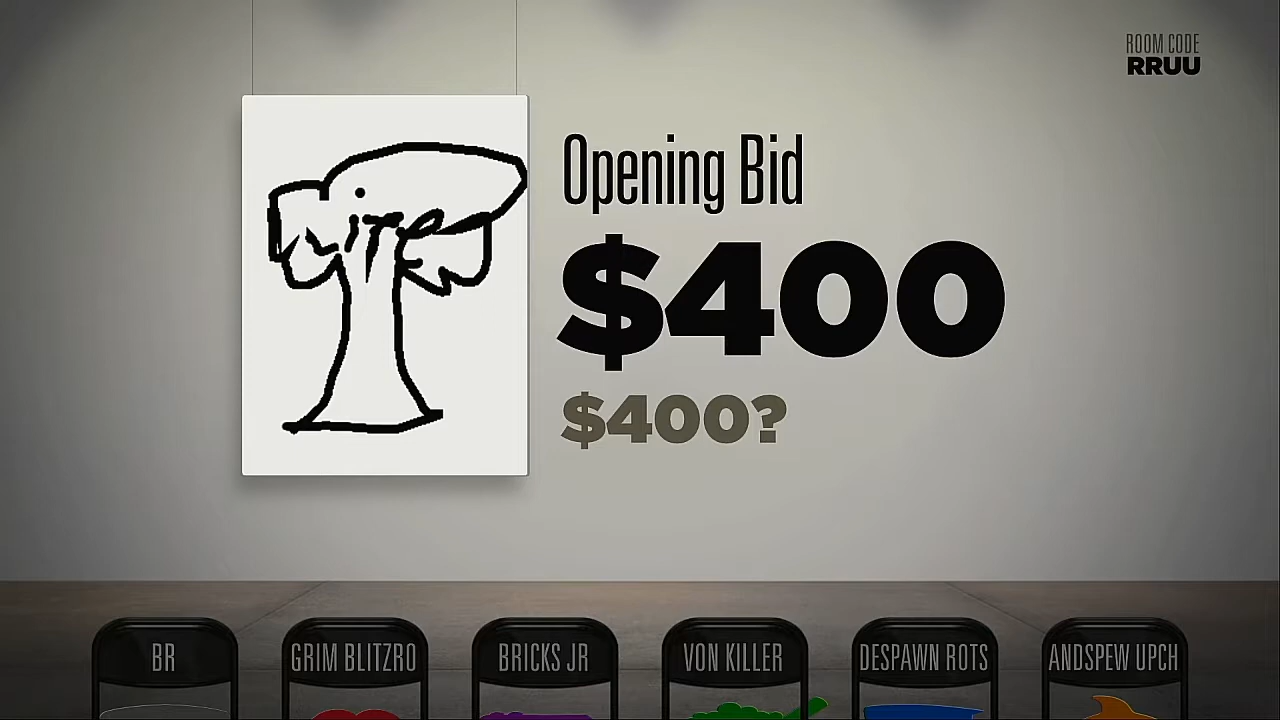 ROOM CODE
RRUU
Opening Bid
$400
$400?
BR
GRIM BLITZRO
BRICKS JR
VON KILLER
DESPAWN ROTS
ANDSPEW UPCH